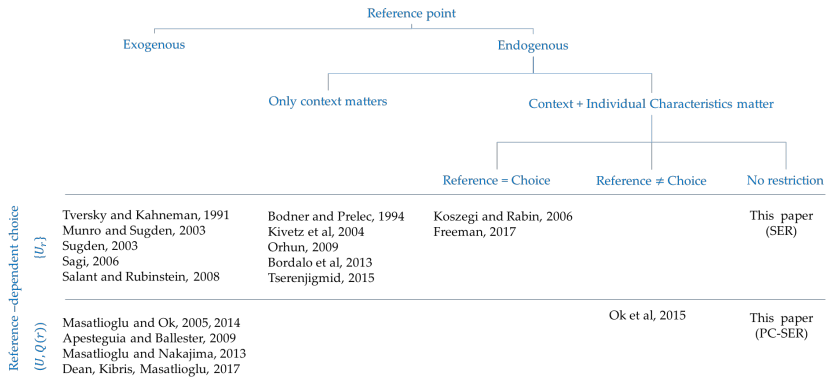 Reference point
Exogenous
Endogenous
Only context matters
Context + Individual Characteristics matter
Reference = Choice
Reference ≠ Choice
No restriction
Reference –dependent choice
{Uᵣ}
Tversky and Kahneman, 1991
Munro and Sugden, 2003
Sugden, 2003
Sagi, 2006
Salant and Rubinstein, 2008
Bodner and Prelec, 1994
Kivetz et al, 2004
Orhun, 2009
Bordalo et al, 2013
Tserenjigmid, 2015
Koszegi and Rabin, 2006
Freeman, 2017
This paper
(SER)
(U, Q(r))
Masatlioglu and Ok, 2005, 2014
Apesteguia and Ballester, 2009
Masatlioglu and Nakajima, 2013
Dean, Kibris, Masatlioglu, 2017
Ok et al, 2015
This paper
(PC-SER)